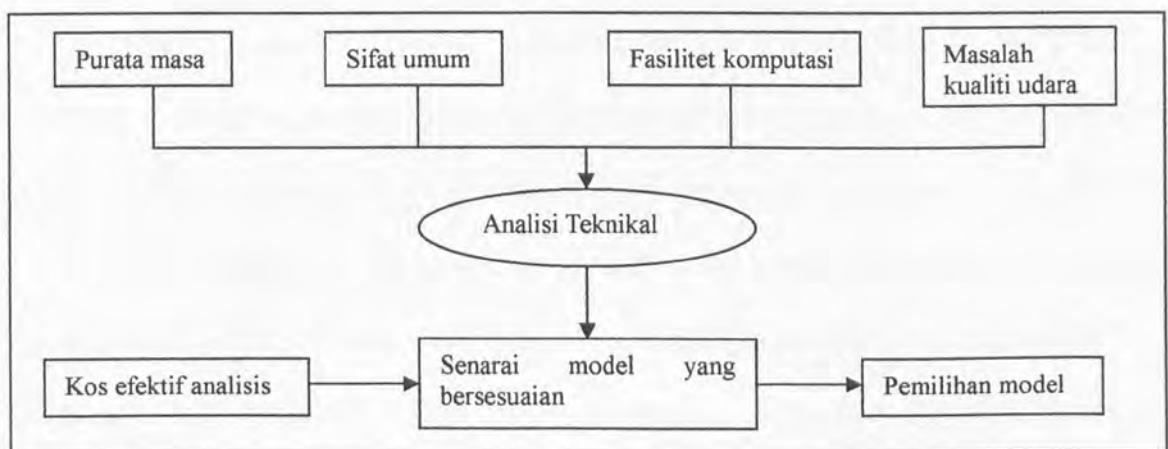 Purata masa
Sifat umum
Fasilitet komputasi
Masalah
kualiti udara
Analisi Teknikal
Kos efektif analisis
Senarai model yang
bersesuaian
Pemilihan model